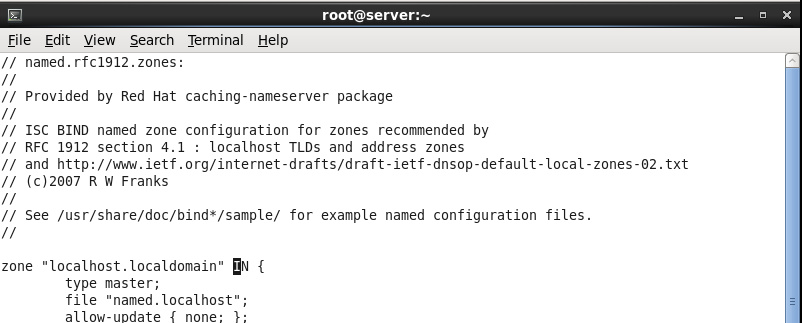 root@server:~
File Edit View Search Terminal Help
// named.rfc1912.zones:
//
// Provided by Red Hat caching-nameserver package
//
// ISC BIND named zone configuration for zones recommended by
// RFC 1912 section 4.1 : localhost TLDs and address zones
// and http://www.ietf.org/internet-drafts/draft-ietf-dnsop-default-local-zones-02.txt
// (c)2007 R W Franks
//
// See /usr/share/doc/bind*/sample/ for example named configuration files.
//
zone "localhost.localdomain" IN {
        type master;
        file "named.localhost";
        allow-update { none; };